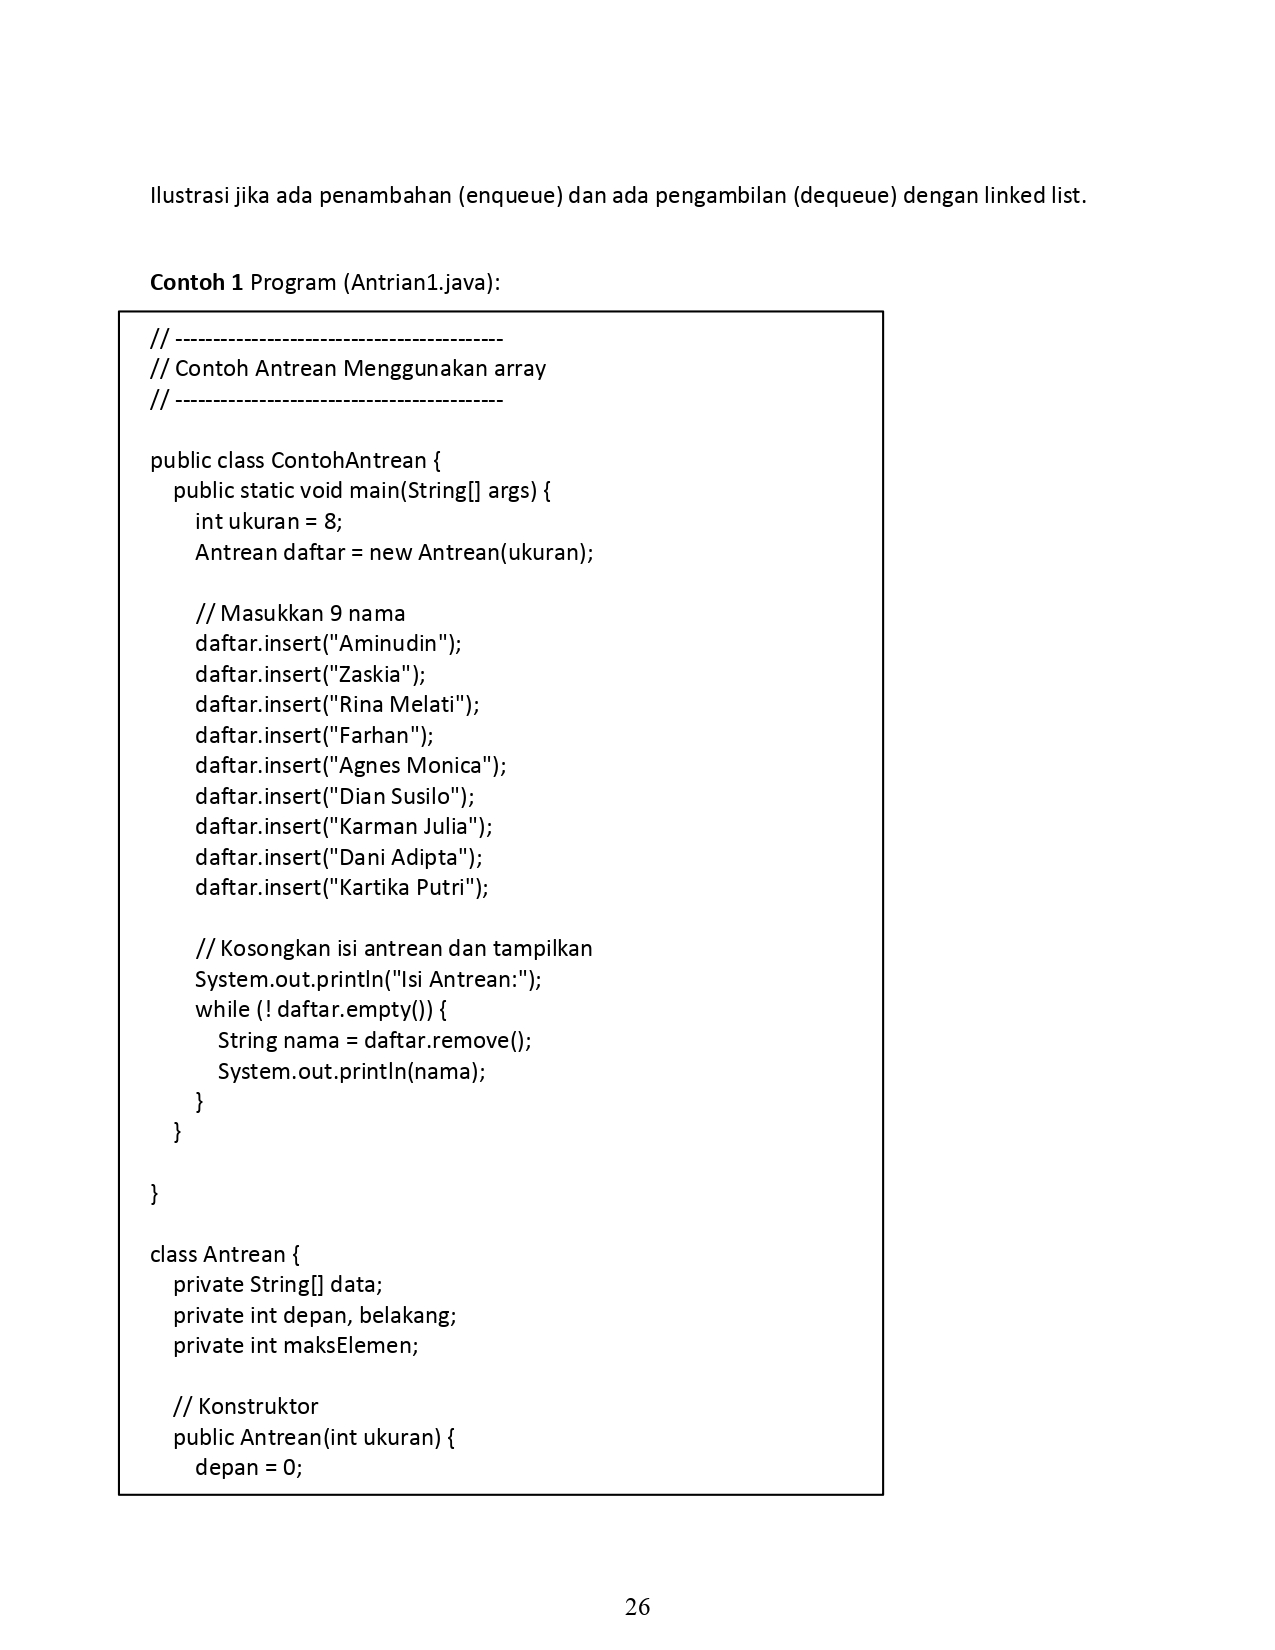 Ilustrasi jika ada penambahan (enqueue) dan ada pengambilan (dequeue) dengan linked list.
Contoh 1 Program (Antrian1.java):
// -------------------------------------------
// Contoh Antrean Menggunakan array
// -------------------------------------------
public class ContohAntrean {
public static void main(String[] args) {
int ukuran = 8;
Antrean daftar = new Antrean(ukuran);
// Masukkan 9 nama
daftar.insert("Aminudin");
daftar.insert("Zaskia");
daftar.insert("Rina Melati");
daftar.insert("Farhan");
daftar.insert("Agnes Monica");
daftar.insert("Dian Susilo");
daftar.insert("Karman Julia");
daftar.insert("Dani Adipta");
daftar.insert("Kartika Putri");
// Kosongkan isi antrean dan tampilkan
System.out.println("Isi Antrean:");
while (! daftar.empty()) {
String nama = daftar.remove();
System.out.println(nama);
}
}
}
class Antrean {
private String[] data;
private int depan, belakang;
private int maksElemen;
// Konstruktor
public Antrean(int ukuran) {
depan = 0;
26